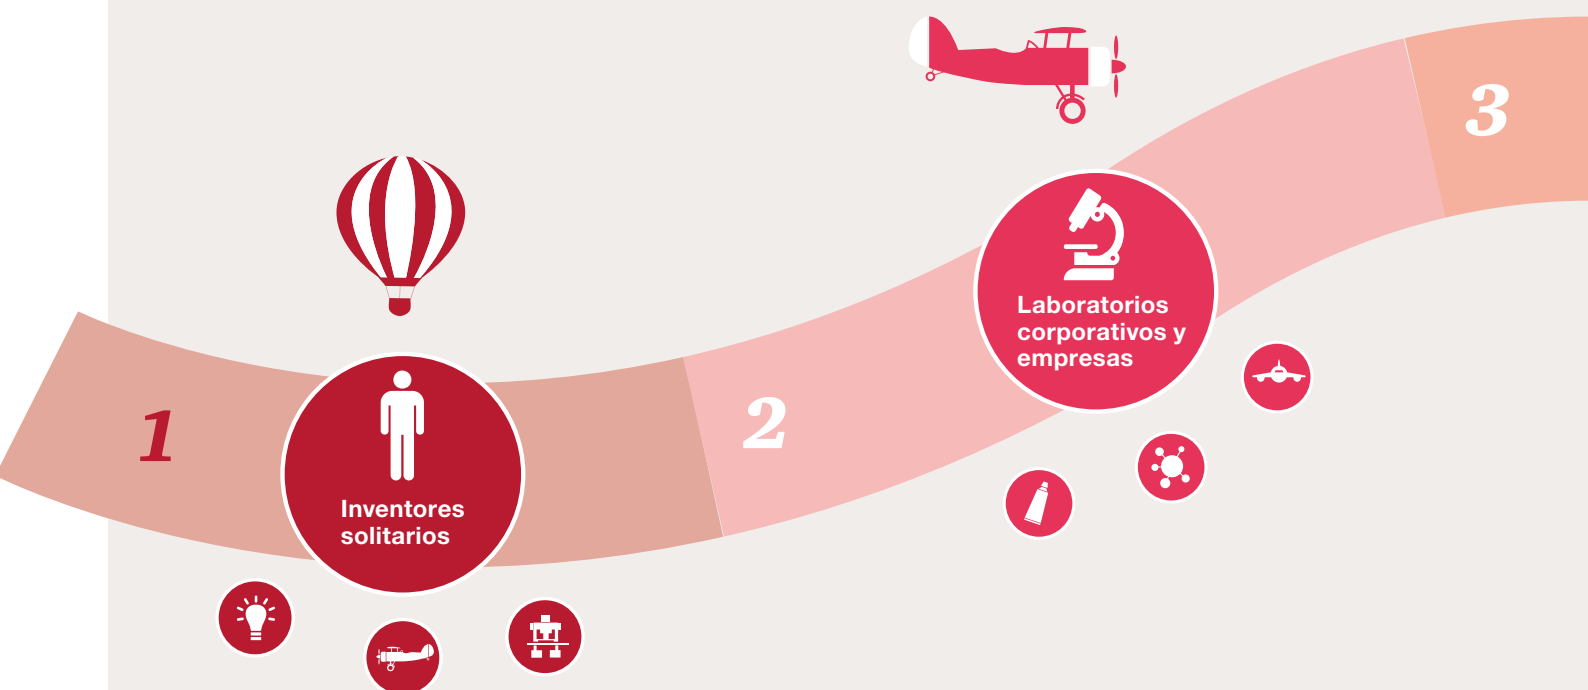 1
Inventores
solitarios
2
Laboratorios
corporativos y
empresas
3